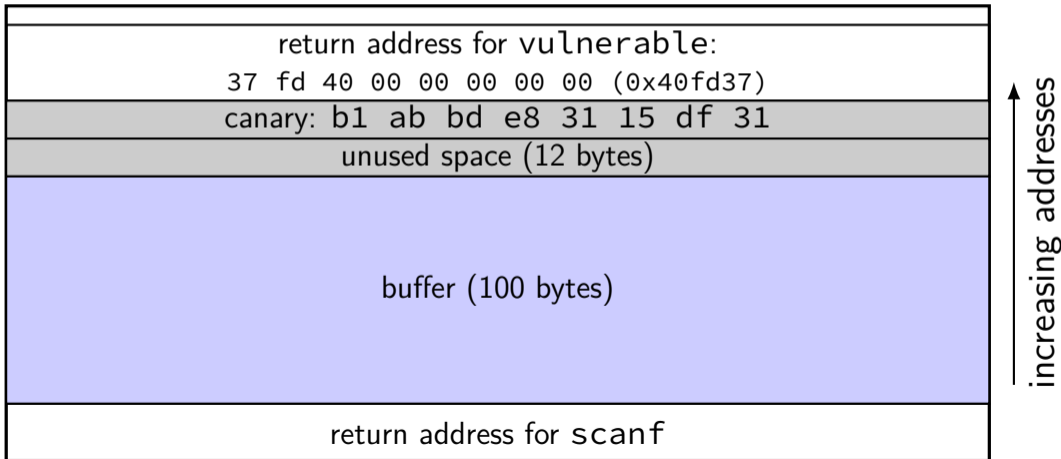 return address for vulnerable:
37 fd 40 00 00 00 00 00 (0x40fd37)
canary: b1 ab bd e8 31 15 df 31
unused space (12 bytes)
buffer (100 bytes)
return address for scanf
increasing addresses